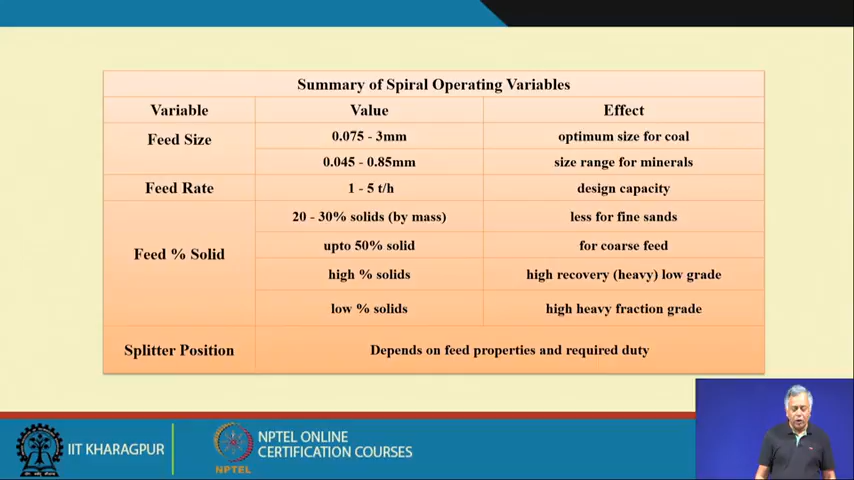 Summary of Spiral Operating Variables
Variable Value Effect
Feed Size 0.075 - 3mm optimum size for coal
0.045 - 0.85mm size range for minerals
Feed Rate 1 - 5 t/h design capacity
Feed % Solid 20 - 30% solids (by mass) less for fine sands
upto 50% solid for coarse feed
high % solids high recovery (heavy) low grade
low % solids high heavy fraction grade
Splitter Position Depends on feed properties and required duty
IIT KHARAGPUR
NPTEL
NPTEL ONLINE
CERTIFICATION COURSES